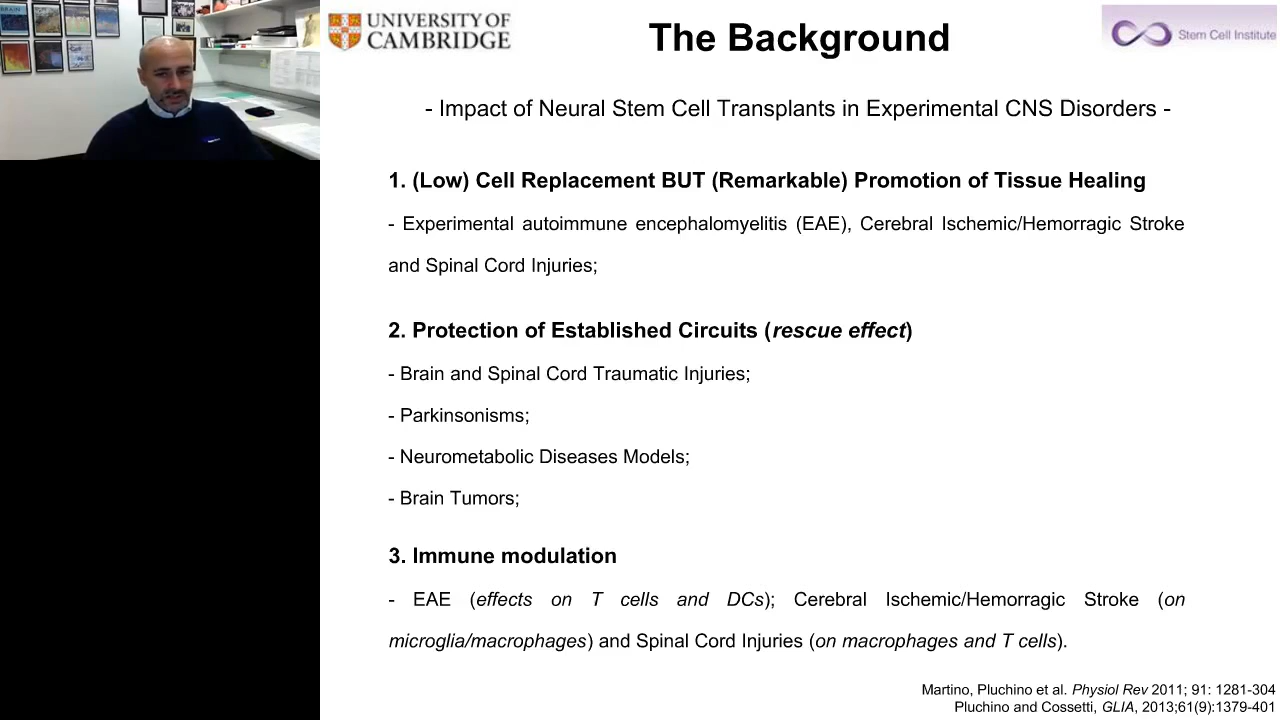 UNIVERSITY OF
CAMBRIDGE
The Background
Stem Cell Institute
- Impact of Neural Stem Cell Transplants in Experimental CNS Disorders -
1. (Low) Cell Replacement BUT (Remarkable) Promotion of Tissue Healing
- Experimental autoimmune encephalomyelitis (EAE), Cerebral Ischemic/Hemorragic Stroke
and Spinal Cord Injuries;
2. Protection of Established Circuits (rescue effect)
- Brain and Spinal Cord Traumatic Injuries;
- Parkinsonisms;
- Neurometabolic Diseases Models;
- Brain Tumors;
3. Immune modulation
- EAE (effects on T cells and DCs); Cerebral Ischemic/Hemorragic Stroke (on
microglia/macrophages) and Spinal Cord Injuries (on macrophages and T cells).
Martino, Pluchino et al. Physiol Rev 2011; 91: 1281-304
Pluchino and Cossetti, GLIA, 2013;61(9):1379-401